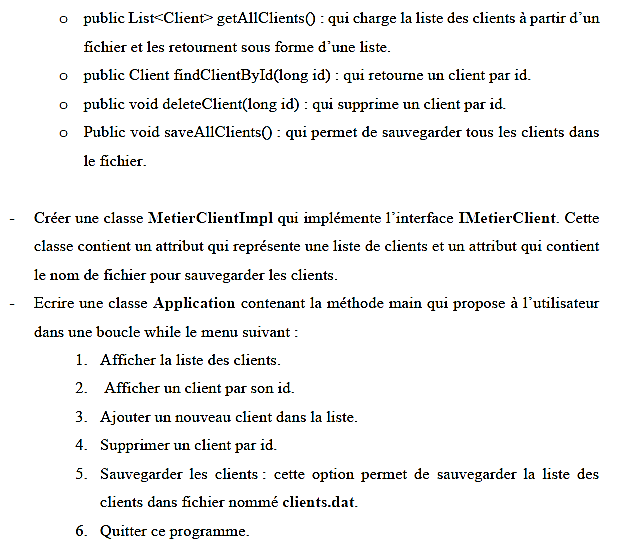 o public List<Client> getAllClients() : qui charge la liste des clients à partir d’un
fichier et les retournent sous forme d’une liste.
o public Client findClientById(long id) : qui retourne un client par id.
o public void deleteClient(long id) : qui supprime un client par id.
o Public void saveAllClients() : qui permet de sauvegarder tous les clients dans
le fichier.
- Créer une classe MetierClientImpl qui implémente l’interface IMetierClient. Cette
classe contient un attribut qui représente une liste de clients et un attribut qui contient
le nom de fichier pour sauvegarder les clients.
- Ecrire une classe Application contenant la méthode main qui propose à l’utilisateur
dans une boucle while le menu suivant :
1. Afficher la liste des clients.
2. Afficher un client par son id.
3. Ajouter un nouveau client dans la liste.
4. Supprimer un client par id.
5. Sauvegarder les clients : cette option permet de sauvegarder la liste des
clients dans fichier nommé clients.dat.
6. Quitter ce programme.